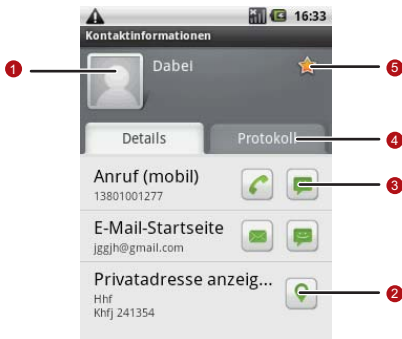 16:33
Kontaktinformationen
1
Dabei
5
Details
Protokoll
4
Anruf (mobil)
13801001277
3
E-Mail-Startseite
jggjh@gmail.com
Privatadresse anzeig...
Hhf
Khfj 241354
2